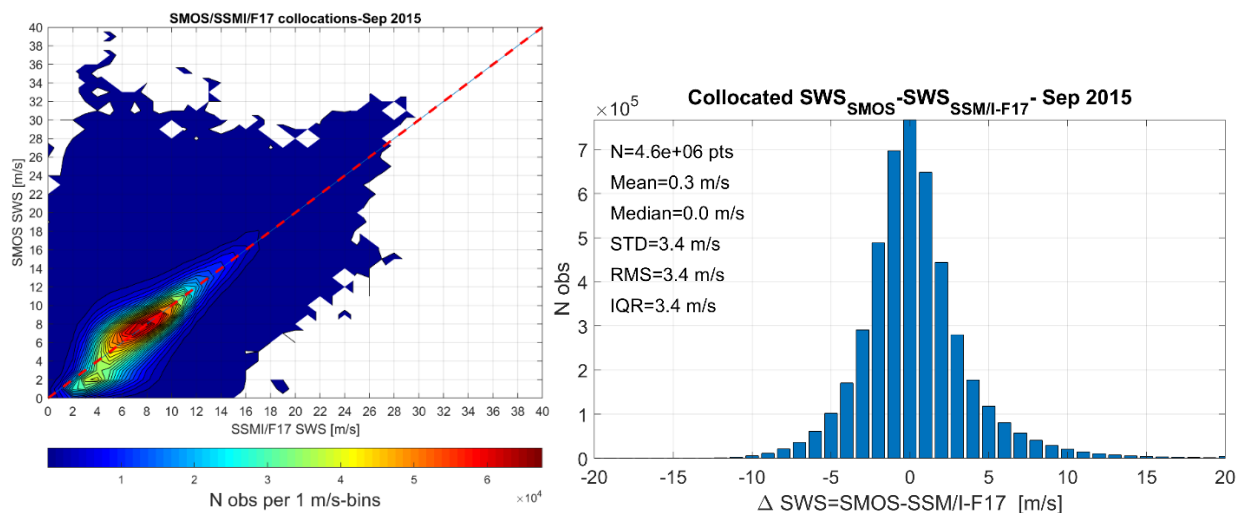 SMOS/SSMI/F17 collocations-Sep 2015
SMOS SWS [m/s]
40
38
36
34
32
30
28
26
24
22
20
18
16
14
12
10
8
6
4
2
0
0 2 4 6 8 10 12 14 16 18 20 22 24 26 28 30 32 34 36 38 40
SSMI/F17 SWS [m/s]
1 2 3 4 5 6
×10⁴
N obs per 1 m/s-bins
Collocated SWS_SMOS-SWS_SSM/I-F17- Sep 2015
×10⁵
N obs
7
6
5
4
3
2
1
0
N=4.6e+06 pts
Mean=0.3 m/s
Median=0.0 m/s
STD=3.4 m/s
RMS=3.4 m/s
IQR=3.4 m/s
-20 -15 -10 -5 0 5 10 15 20
Δ SWS=SMOS-SSM/I-F17 [m/s]